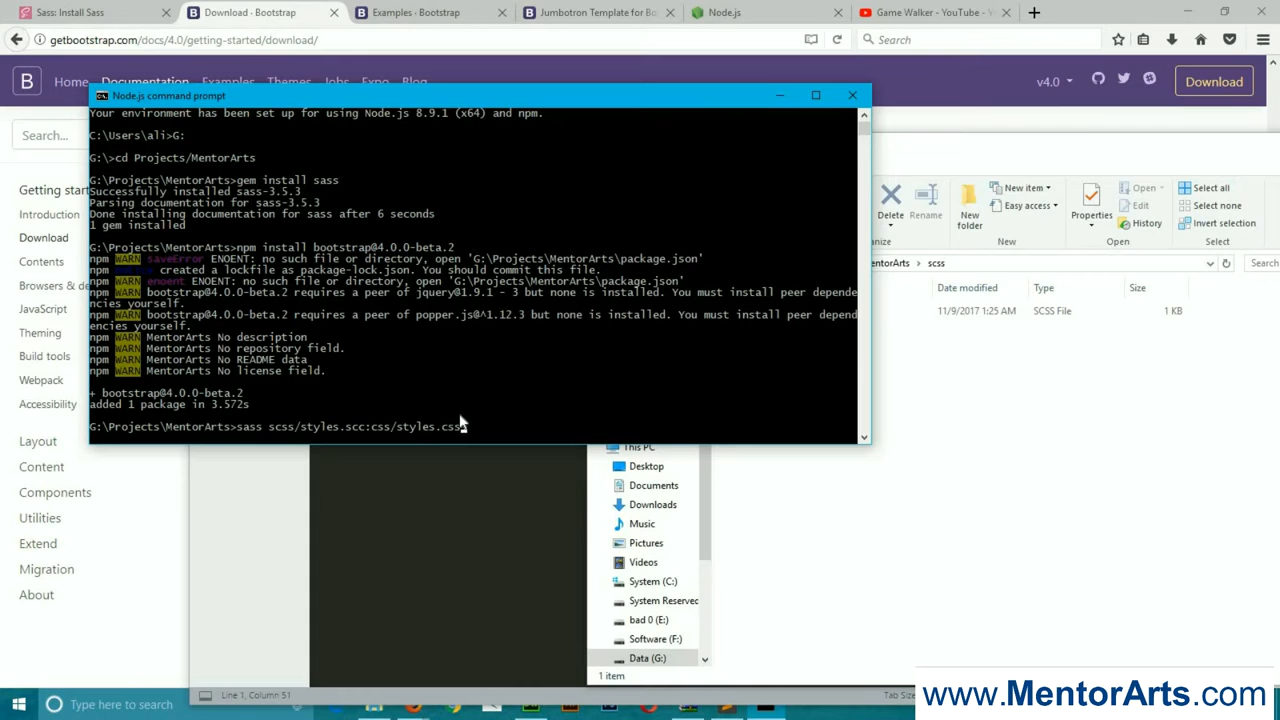 Sass: Install Sass
Download · Bootstrap
Examples · Bootstrap
Jumbotron Template for Bo
Node.js
Game Walker - YouTube -
getbootstrap.com/docs/4.0/getting-started/download/
Search
B
Home
Documentation
Examples
Themes
Jobs
Expo
Blog
v4.0
Download
Search...
Getting start
Introduction
Download
Contents
Browsers & de
JavaScript
Theming
Build tools
Webpack
Accessibility
Layout
Content
Components
Utilities
Extend
Migration
About
Node.js command prompt
Your environment has been set up for using Node.js 8.9.1 (x64) and npm.
C:\Users\ali>G:
G:\>cd Projects/MentorArts
G:\Projects\MentorArts>gem install sass
Successfully installed sass-3.5.3
Parsing documentation for sass-3.5.3
Done installing documentation for sass after 6 seconds
1 gem installed
G:\Projects\MentorArts>npm install bootstrap@4.0.0-beta.2
npm WARN saveError ENOENT: no such file or directory, open 'G:\Projects\MentorArts\package.json'
npm created a lockfile as package-lock.json. You should commit this file.
npm WARN enoent ENOENT: no such file or directory, open 'G:\Projects\MentorArts\package.json'
npm WARN bootstrap@4.0.0-beta.2 requires a peer of jquery@1.9.1 - 3 but none is installed. You must install peer depende
ncies yourself.
npm WARN bootstrap@4.0.0-beta.2 requires a peer of popper.js@^1.12.3 but none is installed. You must install peer depend
encies yourself.
npm WARN MentorArts No description
npm WARN MentorArts No repository field.
npm WARN MentorArts No README data
npm WARN MentorArts No license field.
+ bootstrap@4.0.0-beta.2
added 1 package in 3.572s
G:\Projects\MentorArts>sass scss/styles.scc:css/styles.css
Delete
Rename
New
folder
New item
Easy access
Properties
Open
Edit
History
Select all
Select none
Invert selection
anize
New
Open
Select
entorArts
scss
Search
Date modified
Type
Size
11/9/2017 1:25 AM
SCSS File
1 KB
This PC
Desktop
Documents
Downloads
Music
Pictures
Videos
System (C:)
System Reserved
bad 0 (E:)
Software (F:)
Data (G:)
1 item
Line 1, Column 51
Tab Size
Type here to search
www.MentorArts.com